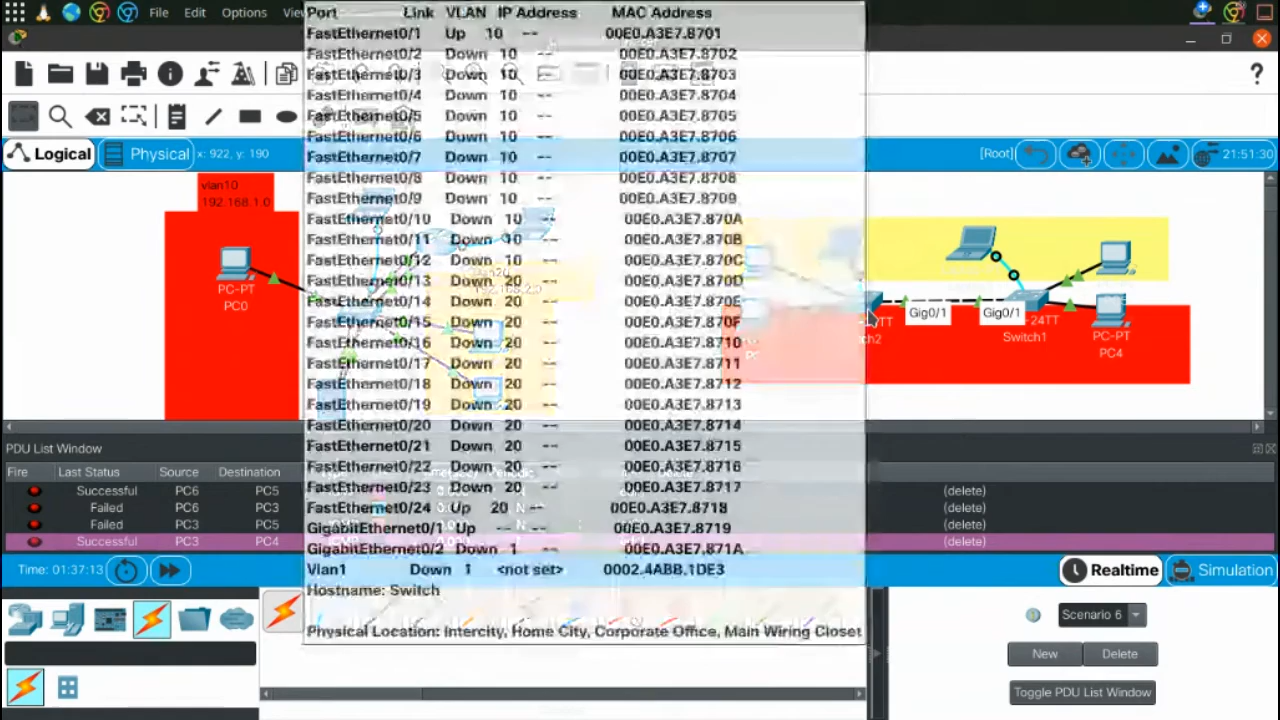 File Edit Options
Port Link VLAN IP Address MAC Address
FastEthernet0/1 Up 10 -- 00E0.A3E7.8701
FastEthernet0/2 Down 10 -- 00E0.A3E7.8702
FastEthernet0/3 Down 10 -- 00E0.A3E7.8703
FastEthernet0/4 Down 10 -- 00E0.A3E7.8704
FastEthernet0/5 Down 10 -- 00E0.A3E7.8705
FastEthernet0/6 Down 10 -- 00E0.A3E7.8706
FastEthernet0/7 Down 10 -- 00E0.A3E7.8707
FastEthernet0/8 Down 10 -- 00E0.A3E7.8708
FastEthernet0/9 Down 10 -- 00E0.A3E7.8709
FastEthernet0/10 Down 10 -- 00E0.A3E7.870A
FastEthernet0/11 Down 10 -- 00E0.A3E7.870B
FastEthernet0/12 Down 10 -- 00E0.A3E7.870C
FastEthernet0/13 Down 20 -- 00E0.A3E7.870D
FastEthernet0/14 Down 20 -- 00E0.A3E7.870E
FastEthernet0/15 Down 20 -- 00E0.A3E7.870F
FastEthernet0/16 Down 20 -- 00E0.A3E7.8710
FastEthernet0/17 Down 20 -- 00E0.A3E7.8711
FastEthernet0/18 Down 20 -- 00E0.A3E7.8712
FastEthernet0/19 Down 20 -- 00E0.A3E7.8713
FastEthernet0/20 Down 20 -- 00E0.A3E7.8714
FastEthernet0/21 Down 20 -- 00E0.A3E7.8715
FastEthernet0/22 Down 20 -- 00E0.A3E7.8716
FastEthernet0/23 Down 20 -- 00E0.A3E7.8717
FastEthernet0/24 Up 20 -- 00E0.A3E7.8718
GigabitEthernet0/1 Up -- -- 00E0.A3E7.8719
GigabitEthernet0/2 Down 1 -- 00E0.A3E7.871A
Vlan1 Down 1 <not set> 0002.4ABB.1DE3
Hostname: Switch
Physical Location: Intercity, Home City, Corporate Office, Main Wiring Closet
Logical Physical x: 922, y: 190
[Root] 21:51:30
vlan10
192.168.1.0
PC-PT
PC0
Gig0/1
Gig0/1
-24TT
Switch1
PC-PT
PC4
PDU List Window
Fire Last Status Source Destination
Successful PC6 PC5 (delete)
Failed PC6 PC3 (delete)
Failed PC3 PC5 (delete)
Successful PC3 PC4 (delete)
Time: 01:37:13
Realtime Simulation
Scenario 6
New Delete
Toggle PDU List Window